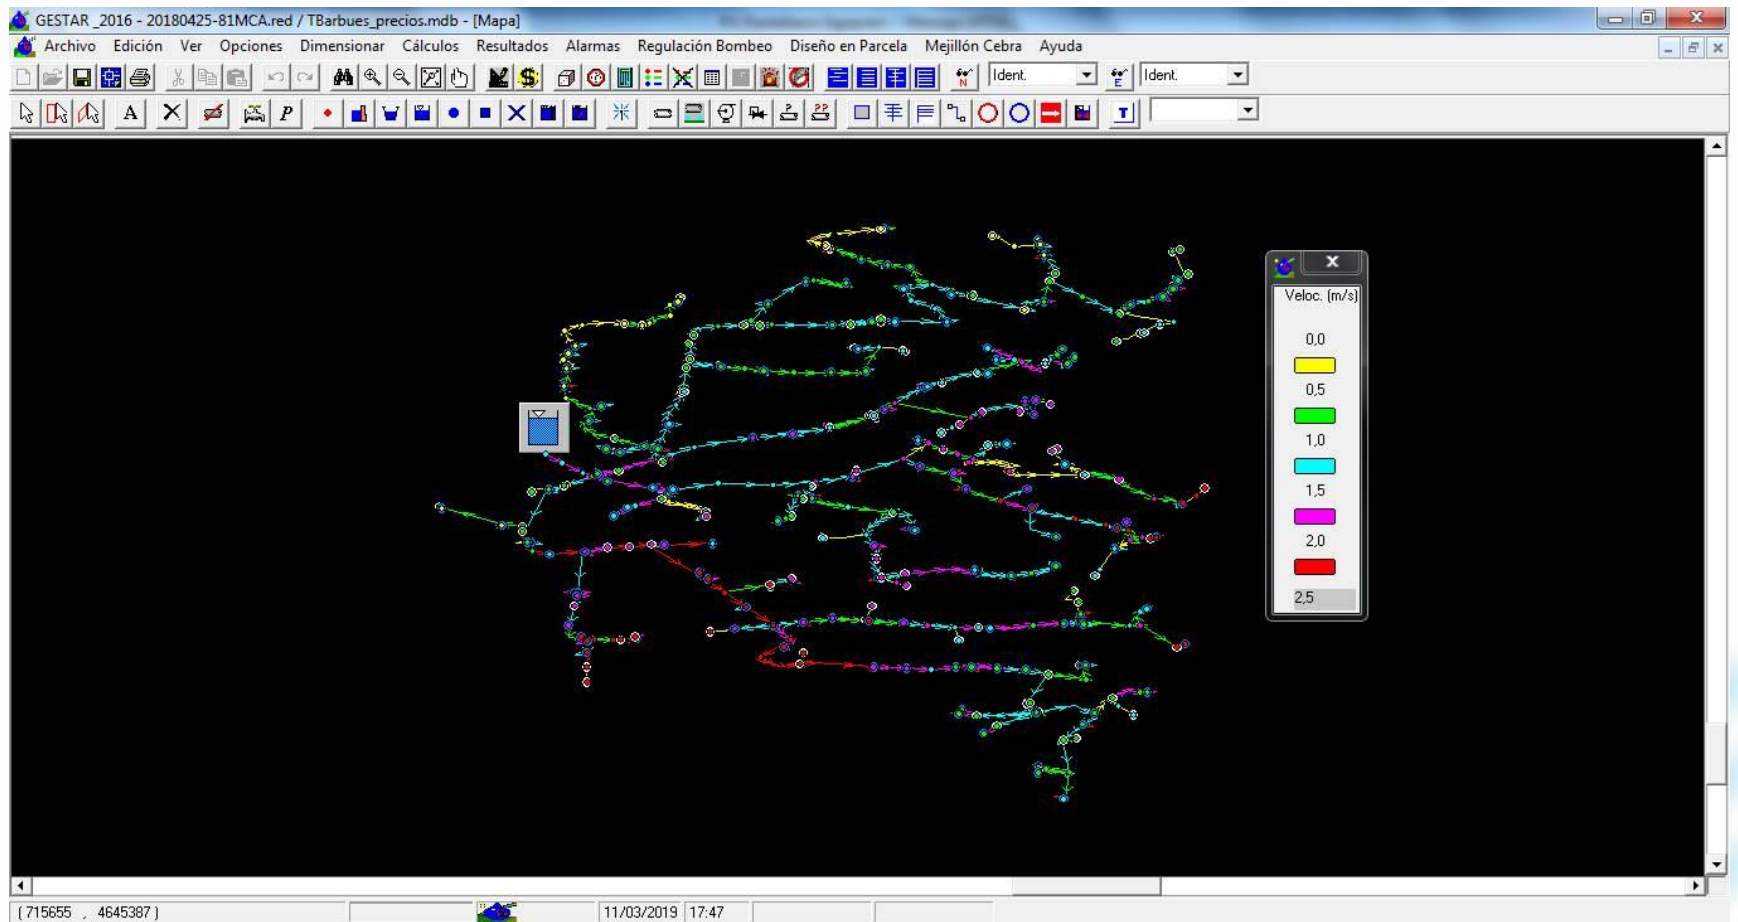 GESTAR _2016 - 20180425-81MCA.red / TBarbues_precios.mdb - [Mapa]
Archivo Edición Ver Opciones Dimensionar Cálculos Resultados Alarmas Regulación Bombeo Diseño en Parcela Mejillón Cebra Ayuda
N Ident. E Ident.
A P T
Veloc. (m/s)
0,0
0,5
1,0
1,5
2,0
2,5
(715655 , 4645387)
11/03/2019 17:47